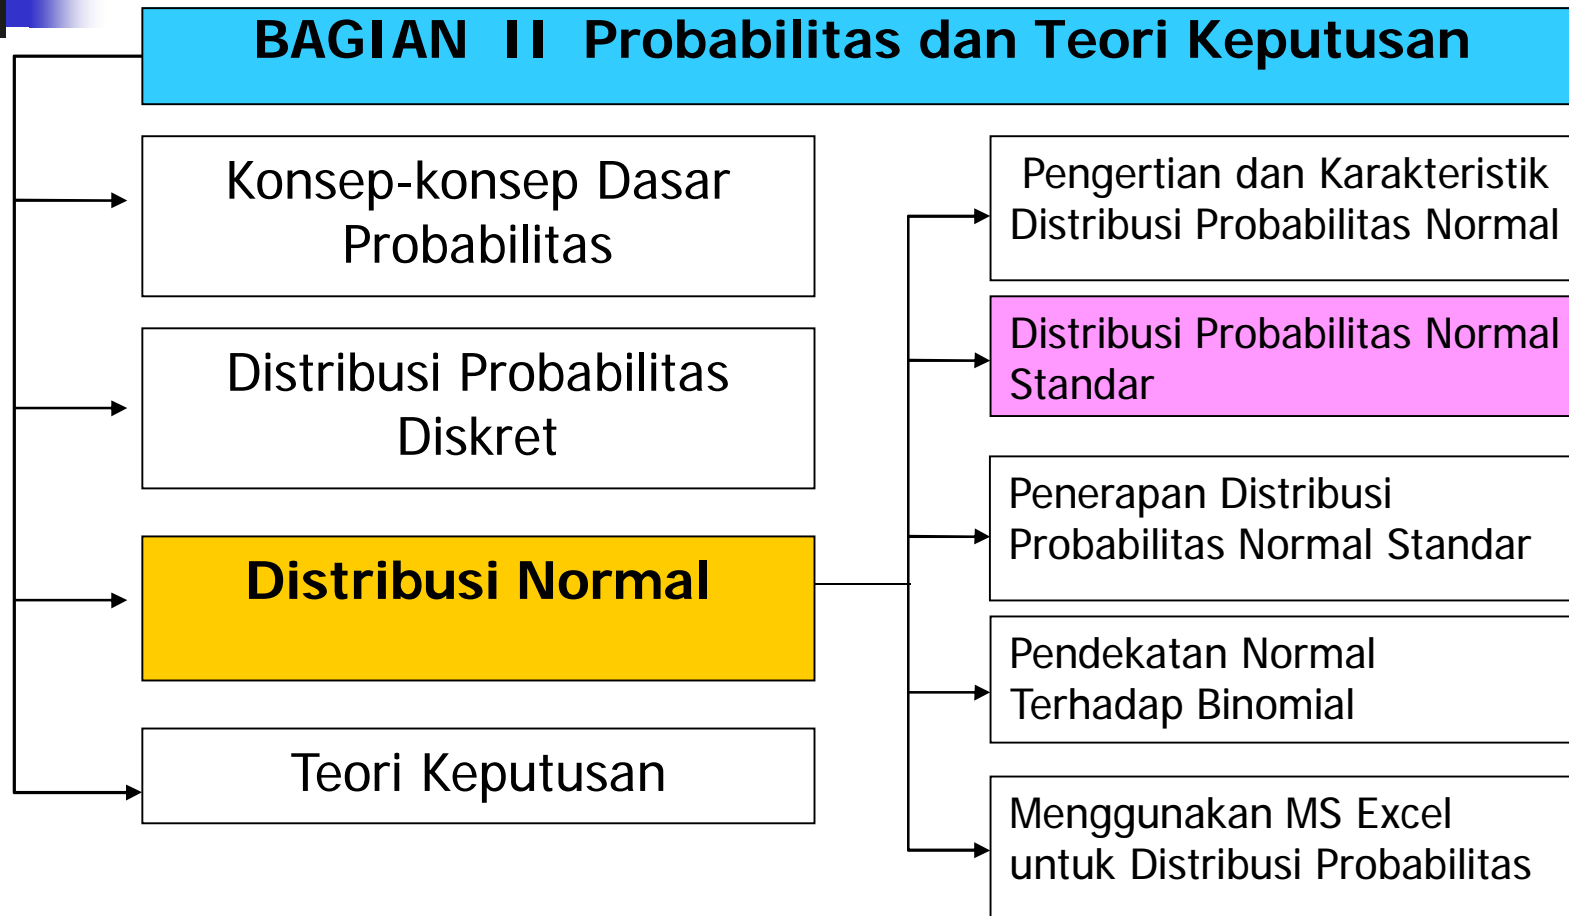 BAGIAN II Probabilitas dan Teori Keputusan
Konsep-konsep Dasar
Probabilitas
Distribusi Probabilitas
Diskret
Distribusi Normal
Teori Keputusan
Pengertian dan Karakteristik
Distribusi Probabilitas Normal
Distribusi Probabilitas Normal
Standar
Penerapan Distribusi
Probabilitas Normal Standar
Pendekatan Normal
Terhadap Binomial
Menggunakan MS Excel
untuk Distribusi Probabilitas